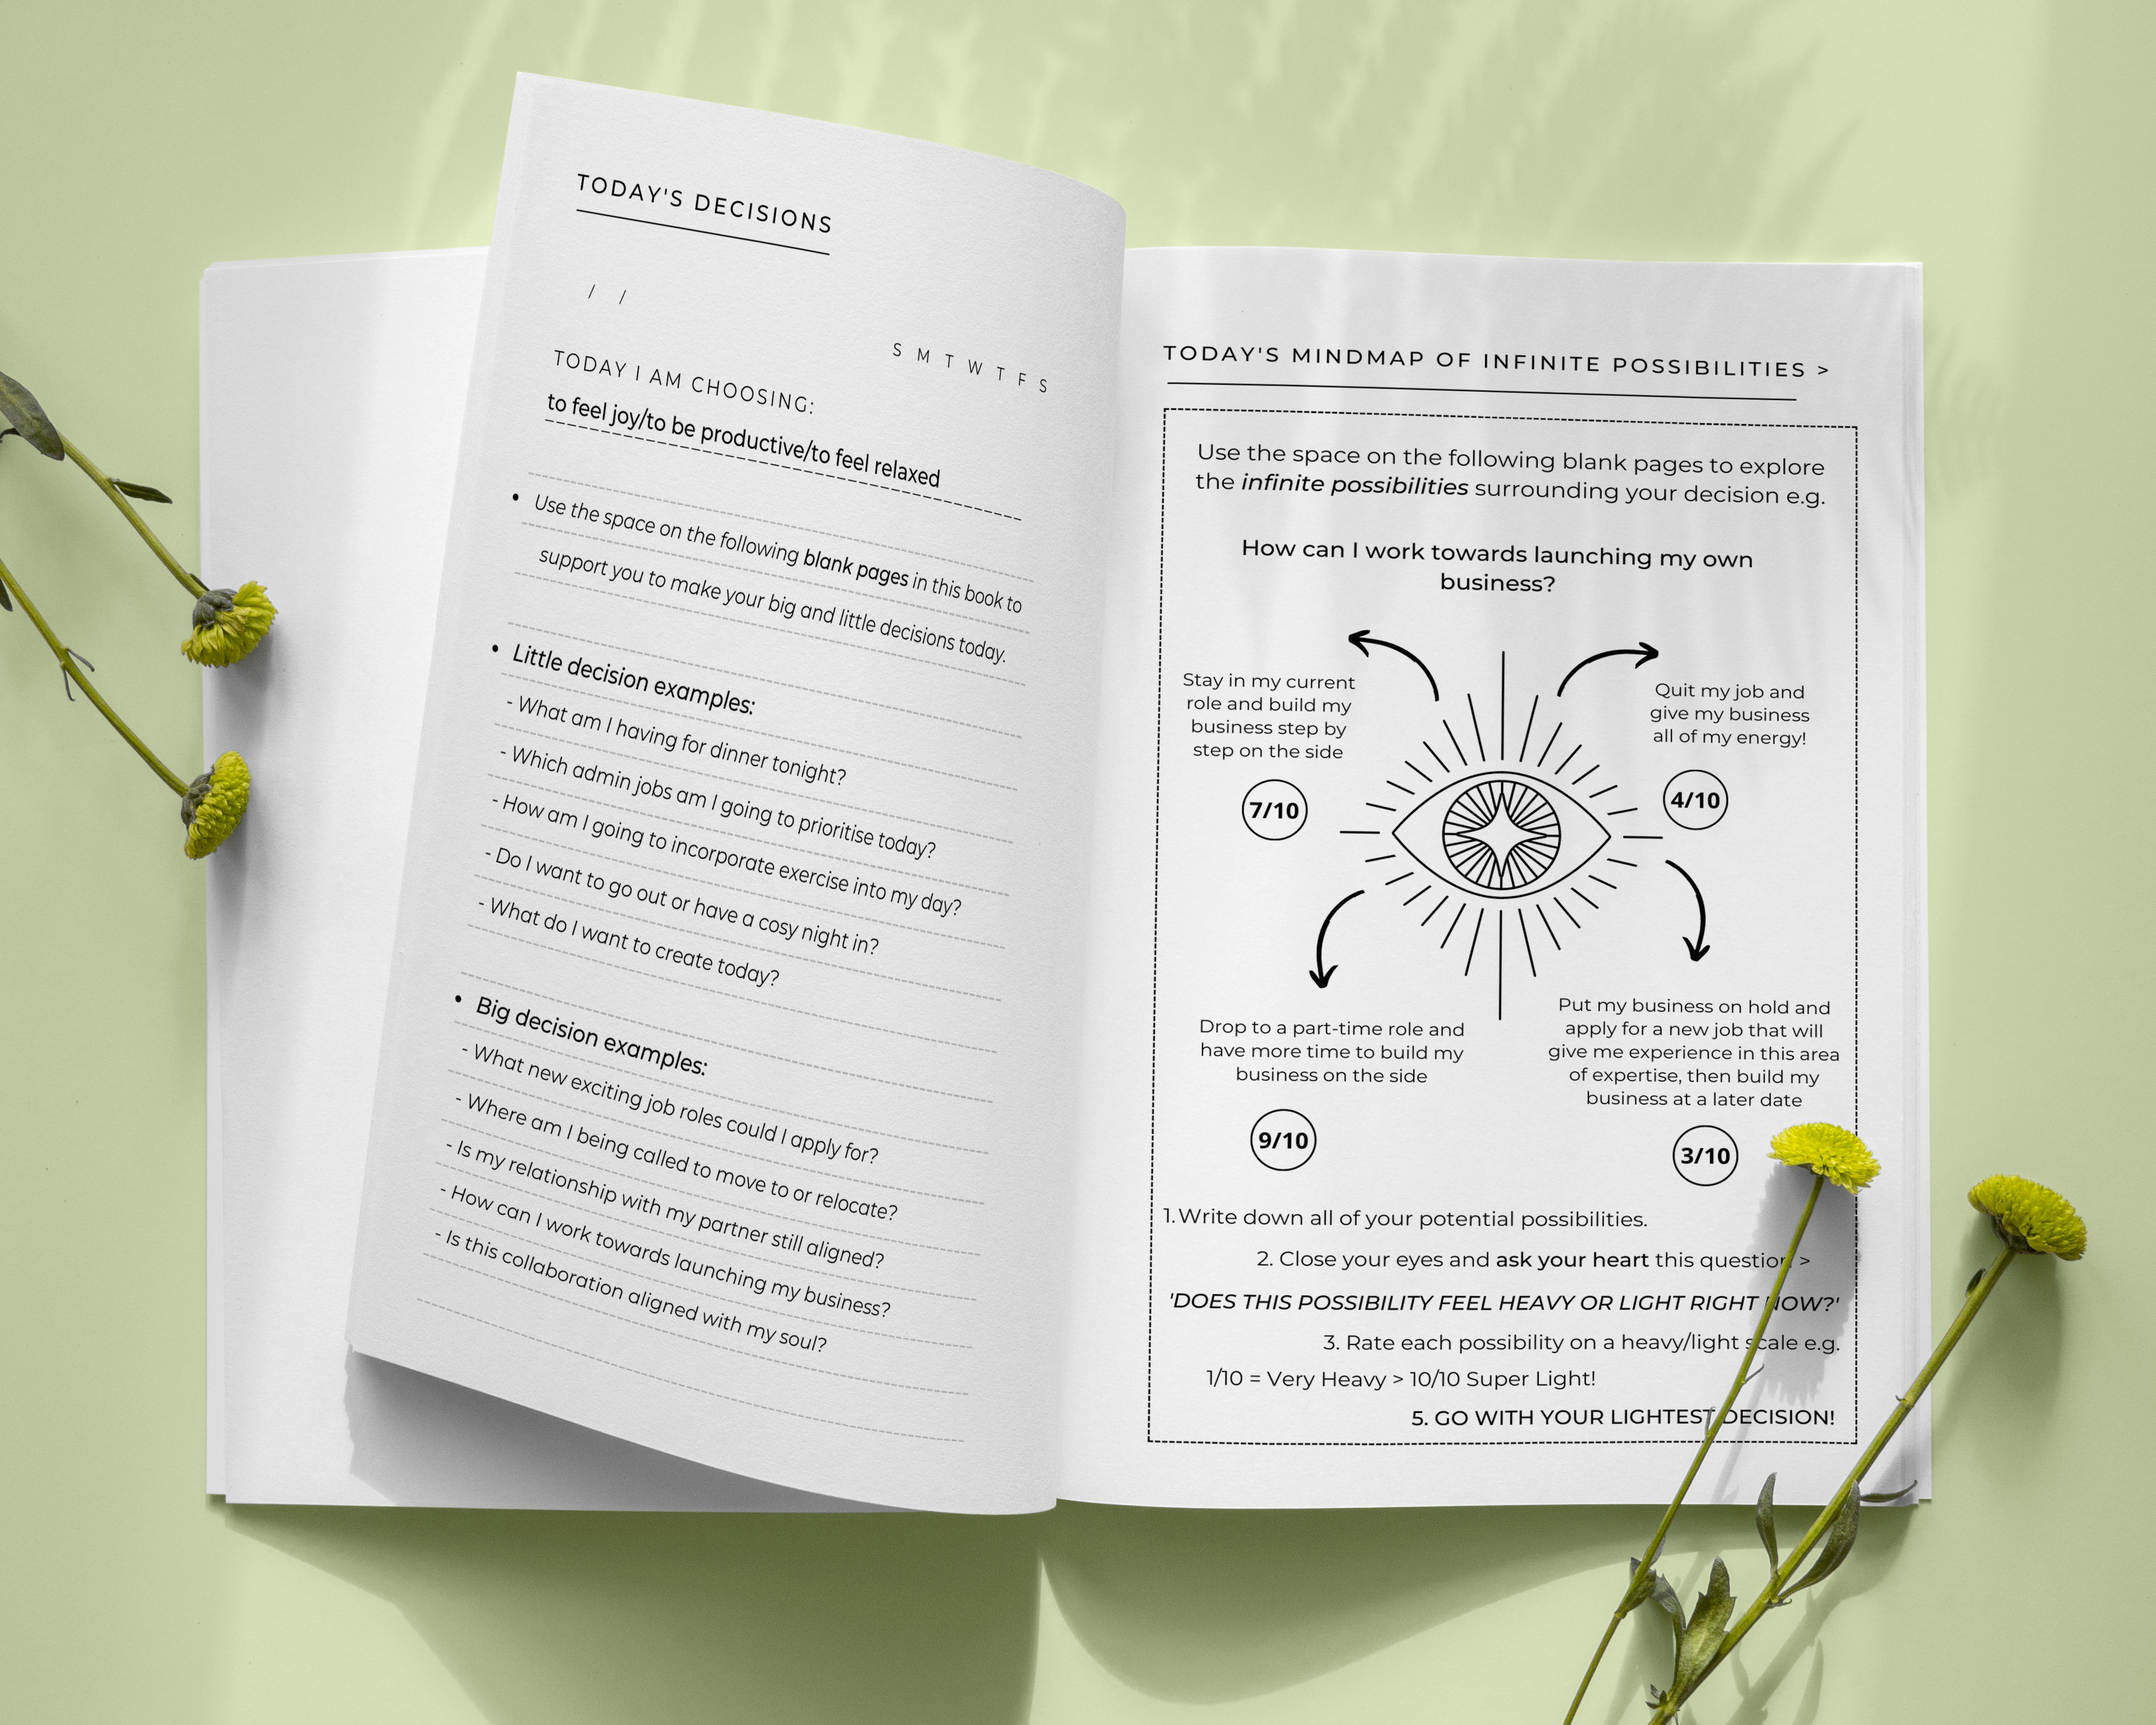 TODAY'S DECISIONS
/ /
S M T W T F S
TODAY I AM CHOOSING:
to feel joy/to be productive/to feel relaxed
• Use the space on the following blank pages in this book to
support you to make your big and little decisions today.
• Little decision examples:
- What am I having for dinner tonight?
- Which admin jobs am I going to prioritise today?
- How am I going to incorporate exercise into my day?
- Do I want to go out or have a cosy night in?
- What do I want to create today?
• Big decision examples:
- What new exciting job roles could I apply for?
- Where am I being called to move to or relocate?
- Is my relationship with my partner still aligned?
- How can I work towards launching my business?
- Is this collaboration aligned with my soul?
TODAY'S MINDMAP OF INFINITE POSSIBILITIES >
Use the space on the following blank pages to explore
the infinite possibilities surrounding your decision e.g.
How can I work towards launching my own
business?
Stay in my current
role and build my
business step by
step on the side
7/10
Quit my job and
give my business
all of my energy!
4/10
Drop to a part-time role and
have more time to build my
business on the side
9/10
Put my business on hold and
apply for a new job that will
give me experience in this area
of expertise, then build my
business at a later date
3/10
1. Write down all of your potential possibilities.
2. Close your eyes and ask your heart this question >
'DOES THIS POSSIBILITY FEEL HEAVY OR LIGHT RIGHT NOW?'
3. Rate each possibility on a heavy/light scale e.g.
1/10 = Very Heavy > 10/10 Super Light!
5. GO WITH YOUR LIGHTEST DECISION!